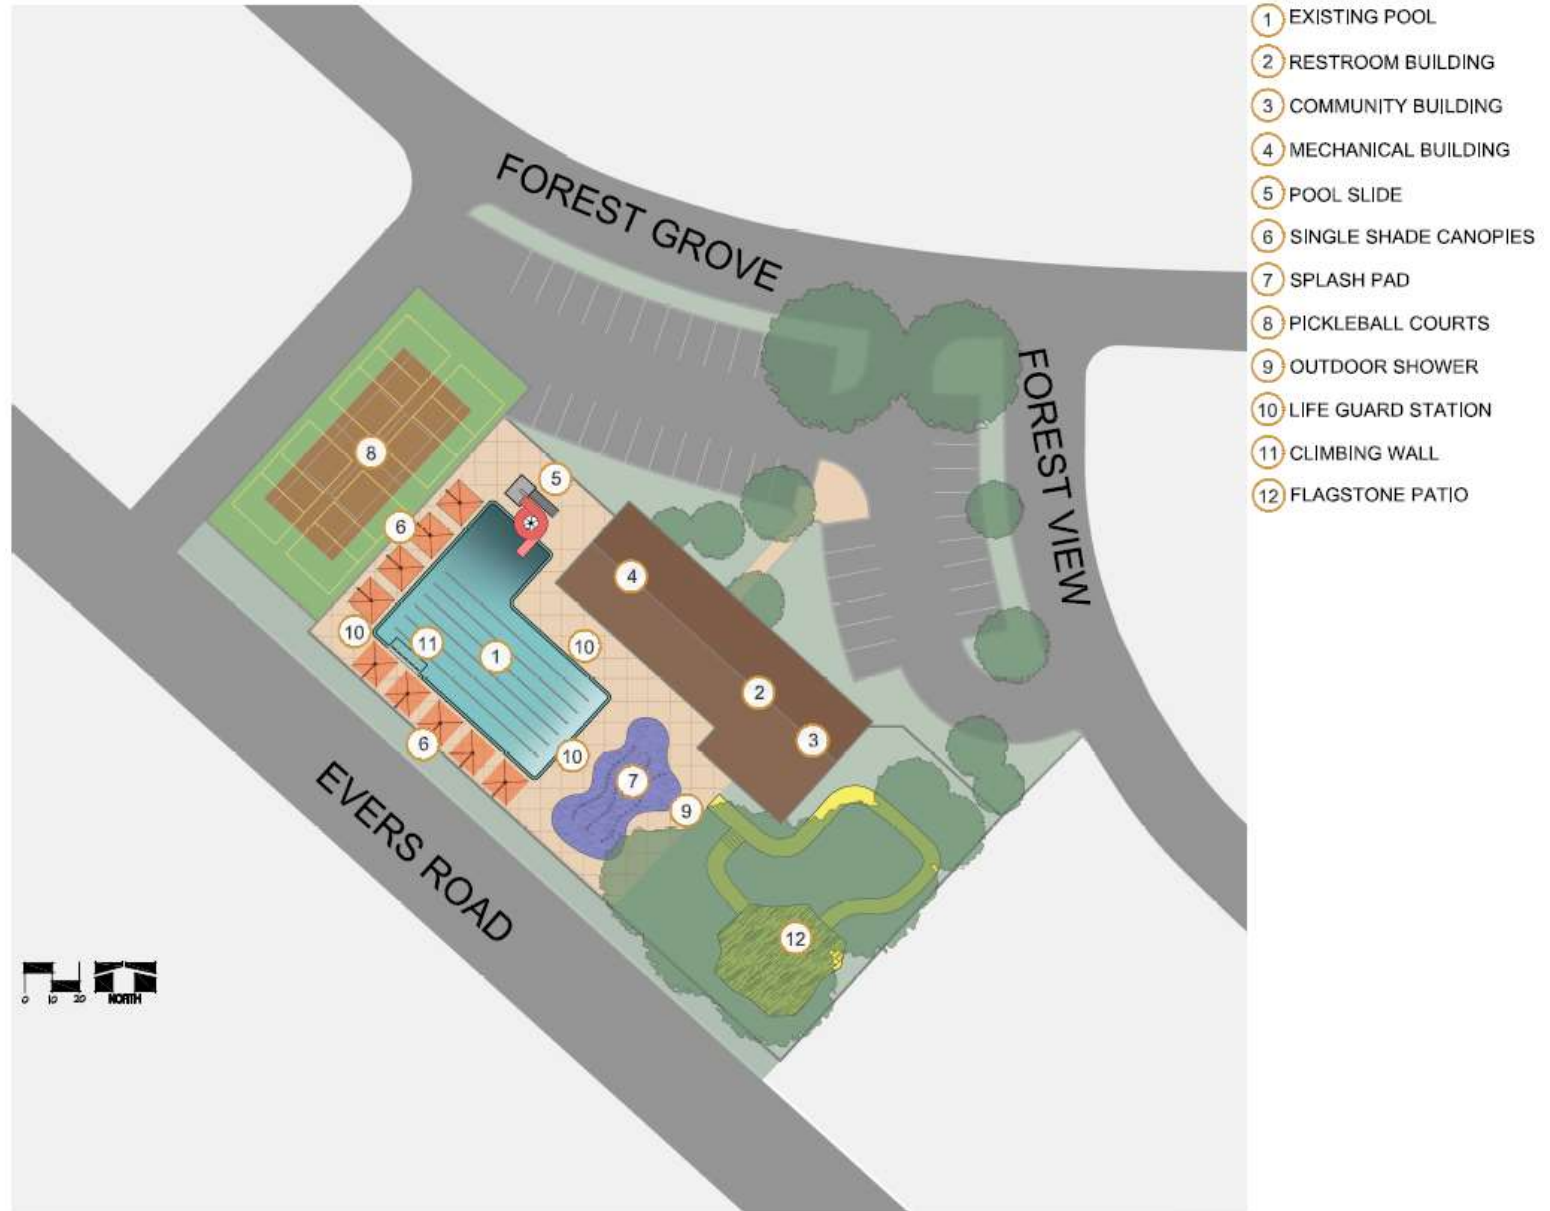 1 EXISTING POOL
2 RESTROOM BUILDING
3 COMMUNITY BUILDING
4 MECHANICAL BUILDING
5 POOL SLIDE
6 SINGLE SHADE CANOPIES
7 SPLASH PAD
8 PICKLEBALL COURTS
9 OUTDOOR SHOWER
10 LIFE GUARD STATION
11 CLIMBING WALL
12 FLAGSTONE PATIO
FOREST GROVE
FOREST VIEW
8
5
6
4
10
11
1
10
2
6
10
7
3
9
EVERS ROAD
12
0 10 20 NORTH